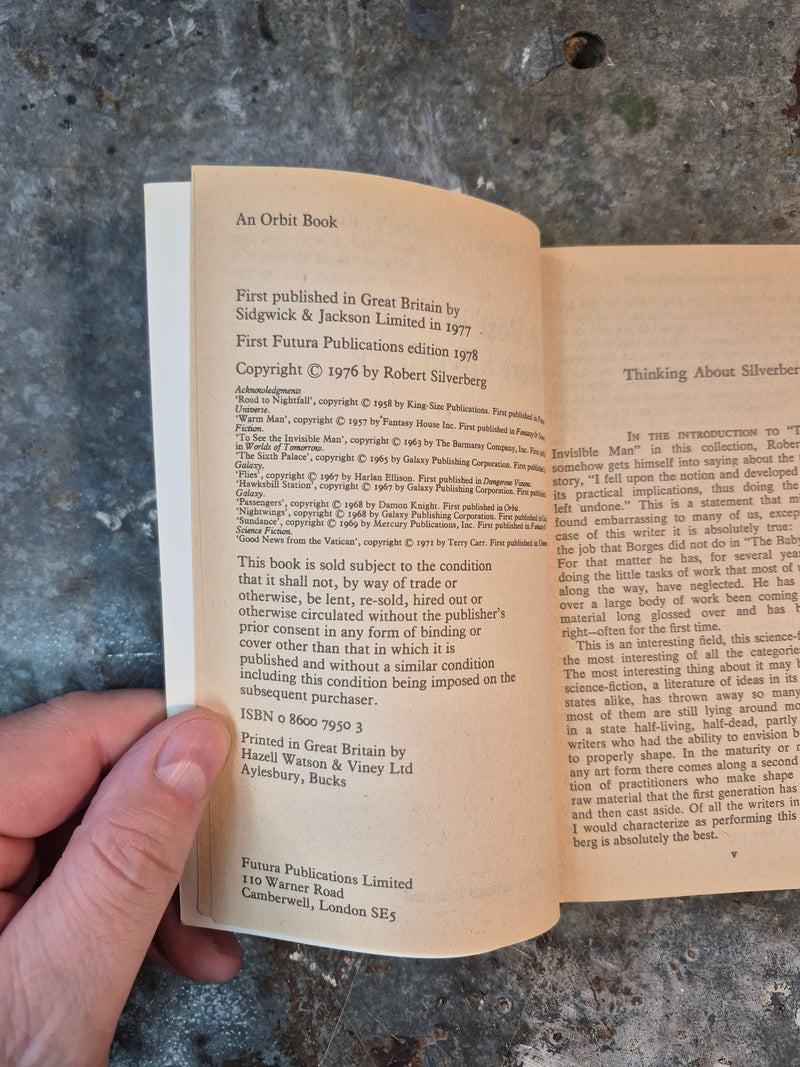 An Orbit Book
First published in Great Britain by
Sidgwick & Jackson Limited in 1977
First Futura Publications edition 1978
Copyright © 1976 by Robert Silverberg
Acknowledgments
'Road to Nightfall', copyright © 1958 by King-Size Publications. First published in
Universe.
'Warm Man', copyright © 1957 by Fantasy House Inc. First published in Fantasy &
Fiction.
'To See the Invisible Man', copyright © 1963 by The Barmaray Company, Inc. First
in Worlds of Tomorrow.
'The Sixth Palace', copyright © 1965 by Galaxy Publishing Corporation. First published
Galaxy.
'Flies', copyright © 1967 by Harlan Ellison. First published in Dangerous Visions.
'Hawksbill Station', copyright © 1967 by Galaxy Publishing Corporation. First published
Galaxy.
'Passengers', copyright © 1968 by Damon Knight. First published in Orbit.
'Nightwings', copyright © 1968 by Galaxy Publishing Corporation. First published in
'Sundance', copyright © 1969 by Mercury Publications, Inc. First published in
Science Fiction.
'Good News from the Vatican', copyright © 1971 by Terry Carr. First published in
This book is sold subject to the condition
that it shall not, by way of trade or
otherwise, be lent, re-sold, hired out or
otherwise circulated without the publisher's
prior consent in any form of binding or
cover other than that in which it is
published and without a similar condition
including this condition being imposed on the
subsequent purchaser.
ISBN 0 8600 7950 3
Printed in Great Britain by
Hazell Watson & Viney Ltd
Aylesbury, Bucks
Futura Publications Limited
110 Warner Road
Camberwell, London SE5
Thinking About Silverber
IN THE INTRODUCTION TO "T
Invisible Man" in this collection, Rober
somehow gets himself into saying about the
story, "I fell upon the notion and developed
its practical implications, thus doing the
left undone." This is a statement that mi
found embarrassing to many of us, excep
case of this writer it is absolutely true:
the job that Borges did not do in "The Bab
For that matter he has, for several year
doing the little tasks of work that most of u
along the way, have neglected. He has
over a large body of work been coming
material long glossed over and has b
right—often for the first time.
This is an interesting field, this science-f
the most interesting of all the categorie
The most interesting thing about it may b
science-fiction, a literature of ideas in its
states alike, has thrown away so many
most of them are still lying around mo
in a state half-living, half-dead, partly
writers who had the ability to envision b
to properly shape. In the maturity or r
any art form there comes along a second
tion of practitioners who make shape
raw material that the first generation has
and then cast aside. Of all the writers in
I would characterize as performing this
berg is absolutely the best.
v